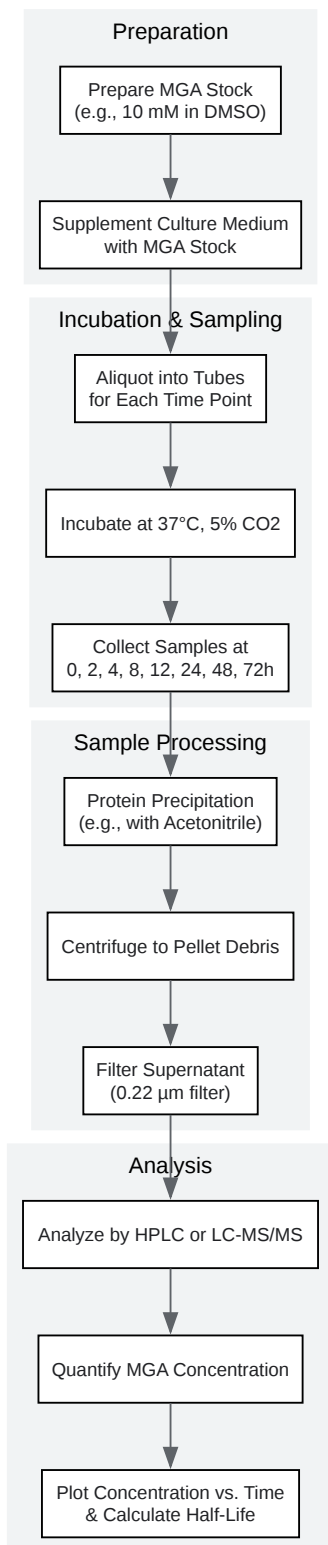 Preparation
Prepare MGA Stock
(e.g., 10 mM in DMSO)
Supplement Culture Medium
with MGA Stock
Incubation & Sampling
Aliquot into Tubes
for Each Time Point
Incubate at 37°C, 5% CO2
Collect Samples at
0, 2, 4, 8, 12, 24, 48, 72h
Sample Processing
Protein Precipitation
(e.g., with Acetonitrile)
Centrifuge to Pellet Debris
Filter Supernatant
(0.22 µm filter)
Analysis
Analyze by HPLC or LC-MS/MS
Quantify MGA Concentration
Plot Concentration vs. Time
& Calculate Half-Life